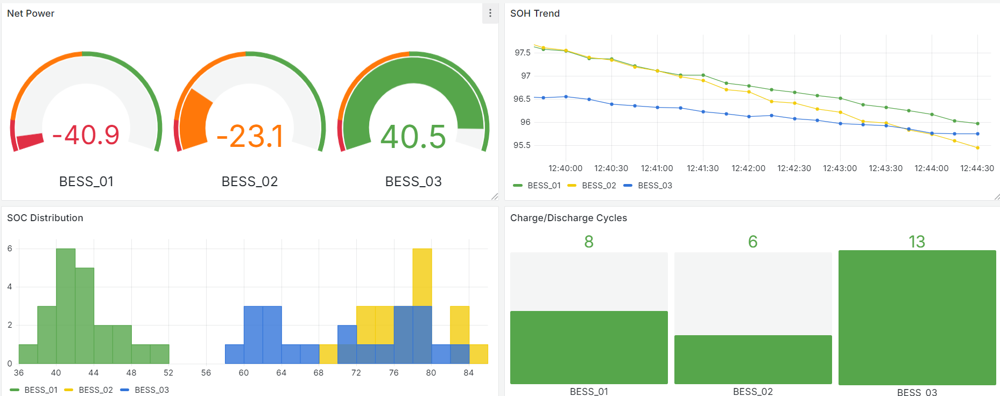 Net Power
-40.9
-23.1
40.5
BESS_01
BESS_02
BESS_03
SOH Trend
97.5
97
96.5
96
95.5
12:40:00 12:40:30 12:41:00 12:41:30 12:42:00 12:42:30 12:43:00 12:43:30 12:44:00 12:44:30
BESS_01 BESS_02 BESS_03
SOC Distribution
6
4
2
0
36 40 44 48 52 56 60 64 68 72 76 80 84
BESS_01 BESS_02 BESS_03
Charge/Discharge Cycles
8
6
13
BESS_01
BESS_02
BESS_03